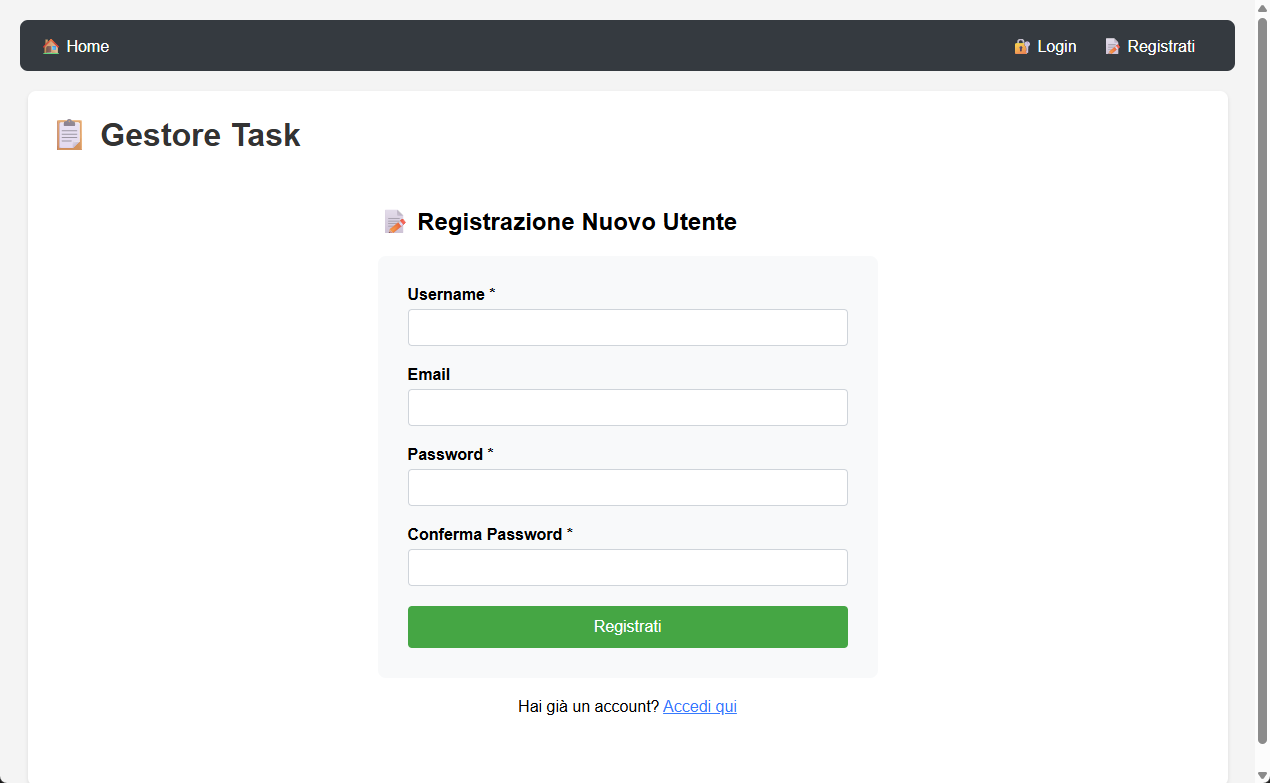 Home
Login
Registrati
Gestore Task
Registrazione Nuovo Utente
Username *
Email
Password *
Conferma Password *
Registrati
Hai già un account? Accedi qui